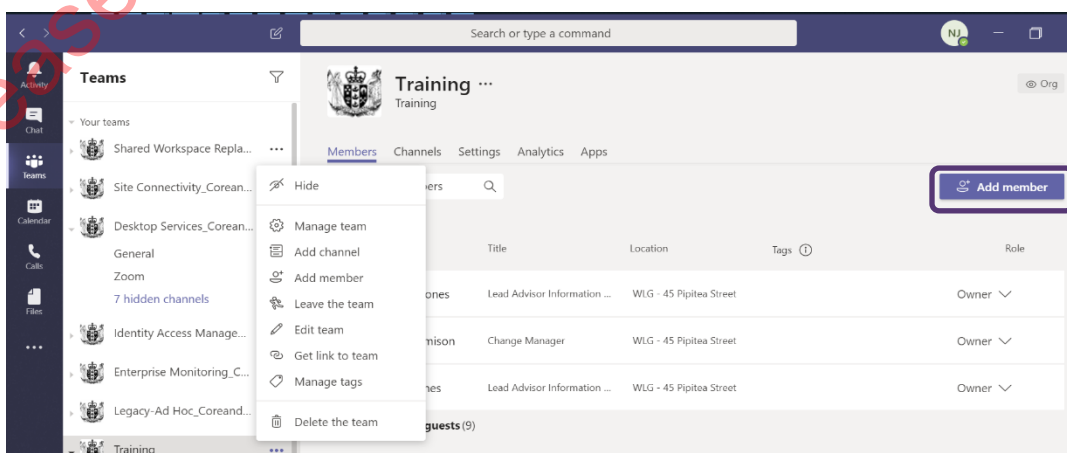 ease
Search or type a command
NJ
Activity
Chat
Teams
Calendar
Calls
Files
Teams
Your teams
Shared Workspace Repla...
Site Connectivity_Corean...
Desktop Services_Corean...
General
Zoom
7 hidden channels
Identity Access Manage...
Enterprise Monitoring_C...
Legacy-Ad Hoc_Coreand...
Training
Hide
Manage team
Add channel
Add member
Leave the team
Edit team
Get link to team
Manage tags
Delete the team
Training ...
Training
Org
Members Channels Settings Analytics Apps
ers
Add member
Title Location Tags Role
ones Lead Advisor Information ... WLG - 45 Pipitea Street Owner
mison Change Manager WLG - 45 Pipitea Street Owner
nes Lead Advisor Information ... WLG - 45 Pipitea Street Owner
guests (9)